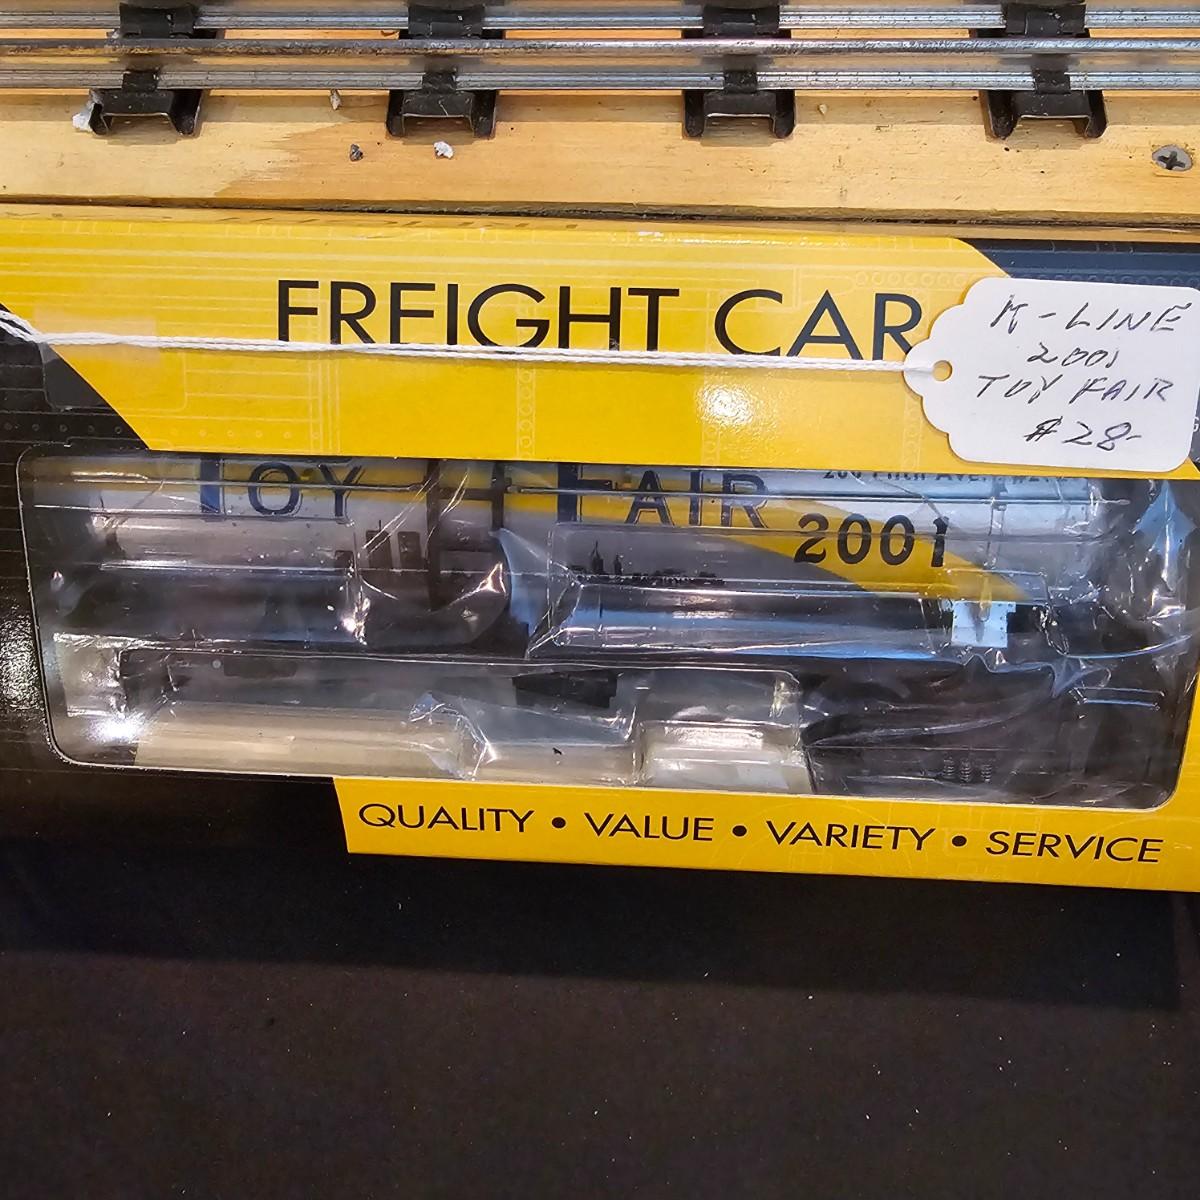 FREIGHT CAR
K-LINE
2001
TOY FAIR
$28-
TOY FAIR
2001
QUALITY • VALUE • VARIETY • SERVICE